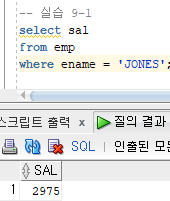 -- 실습 9-1
select sal
from emp
where ename = 'JONES';
스크립트 출력 × 질의 결과
SQL | 인출된 모든
SAL
1 2975